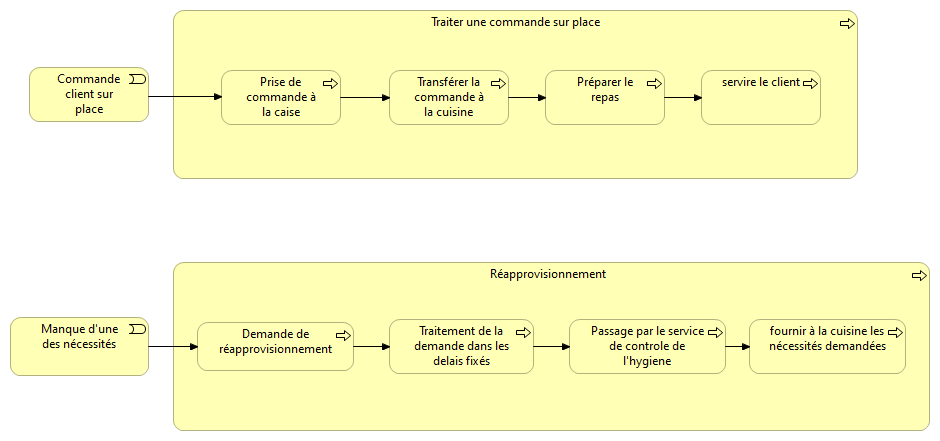 Traiter une commande sur place
Commande
client sur
place
Prise de
commande à
la caise
Transférer la
commande à
la cuisine
Préparer le
repas
servire le client
Réapprovisionnement
Manque d'une
des nécessités
Demande de
réapprovisionnement
Traitement de la
demande dans les
delais fixés
Passage par le service
de controle de
l'hygiene
fournir à la cuisine les
nécessités demandées